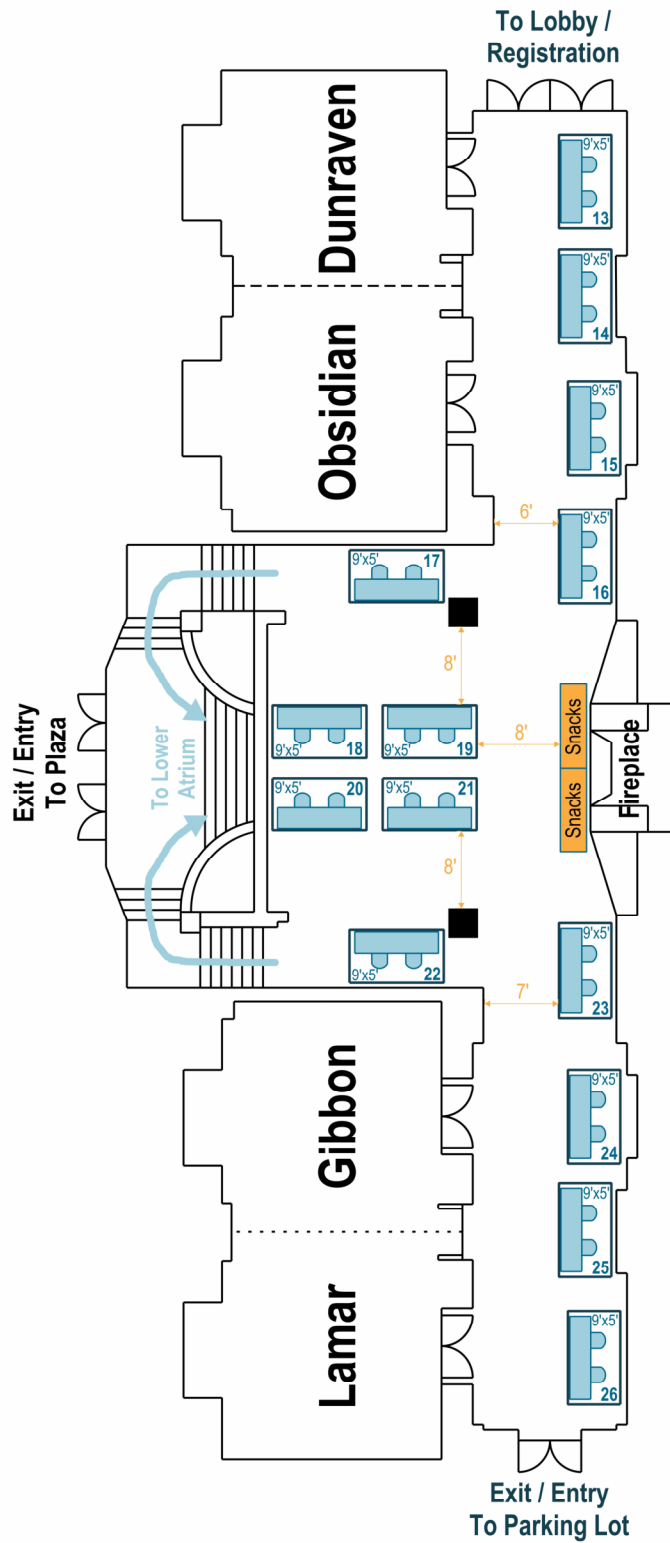 To Lobby /
Registration
Dunraven
9'x5'
13
9'x5'
14
Obsidian
9'x5'
15
6'
9'x5'
16
9'x5'
17
8'
Exit / Entry
To Plaza
To Lower
Atrium
9'x5'
18
9'x5'
19
8'
Snacks
Snacks
Fireplace
9'x5'
20
9'x5'
21
8'
9'x5'
22
7'
9'x5'
23
Gibbon
9'x5'
24
9'x5'
25
Lamar
9'x5'
26
Exit / Entry
To Parking Lot